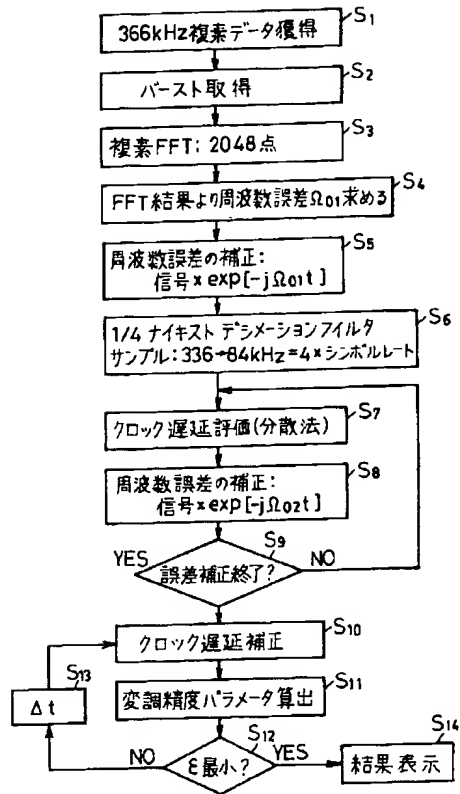 366kHz複素データ獲得
S1
バースト取得
S2
複素FFT: 2048点
S3
FFT結果より周波数誤差Ω01求める
S4
周波数誤差の補正:
信号×exp[-jΩ01t]
S5
1/4 ナイキスト デシメーションフィルタ
サンプル:336→84kHz=4×シンボルレート
S6
クロック遅延評価(分散法)
S7
周波数誤差の補正:
信号×exp[-jΩ02t]
S8
YES
誤差補正終了?
S9
NO
クロック遅延補正
S10
変調精度パラメータ算出
S11
Δt
S13
NO
ε最小?
S12
YES
結果表示
S14